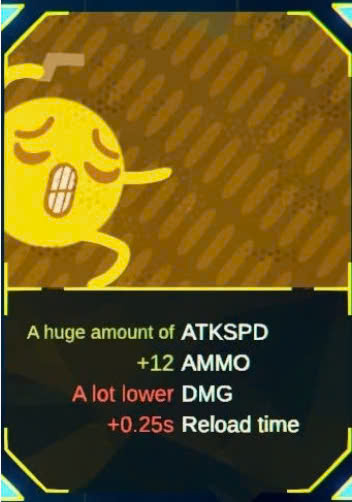 A huge amount of ATKSPD
+12 AMMO
A lot lower DMG
+0.25s Reload time